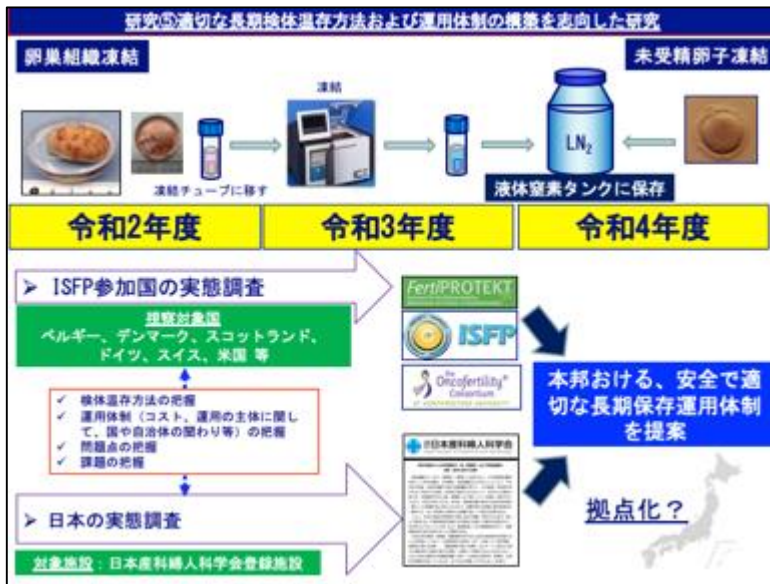 研究⑤適切な長期検体温存方法および運用体制の構築を志向した研究
卵巣組織凍結
未受精卵子凍結
凍結
LN2
凍結チューブに移す
液体窒素タンクに保存
令和2年度
令和3年度
令和4年度
➢ ISFP参加国の実態調査
視察対象国
ベルギー、デンマーク、スコットランド、
ドイツ、スイス、米国 等
FertiPROTEKT
ISFP
the
Oncofertility®
Consortium
AT NORTHWESTERN UNIVERSITY
✓ 検体温存方法の把握
✓ 運用体制（コスト、運用の主体に関し
て、国や自治体の関わり等）の把握
✓ 問題点の把握
✓ 課題の把握
本邦おける、安全で適
切な長期保存運用体制
を提案
日本産科婦人科学会
➢ 日本の実態調査
拠点化？
対象施設：日本産科婦人科学会登録施設